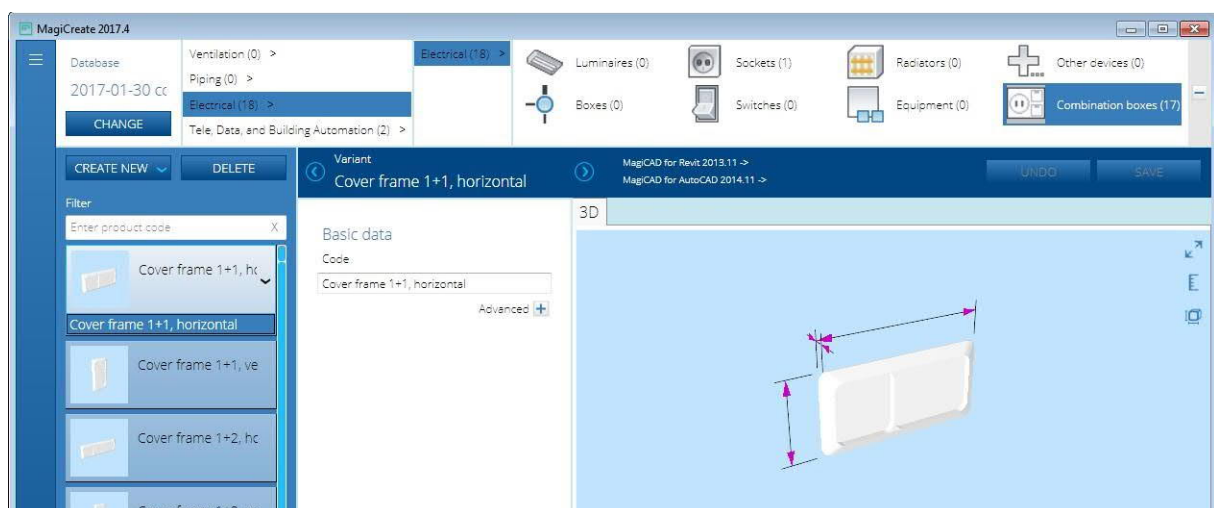 MagiCreate 2017.4
Database
2017-01-30 cc
CHANGE
Ventilation (0) >
Piping (0) >
Electrical (18) >
Tele, Data, and Building Automation (2) >
Electrical (18) >
Luminaires (0)
Sockets (1)
Radiators (0)
Other devices (0)
Boxes (0)
Switches (0)
Equipment (0)
Combination boxes (17)
CREATE NEW
DELETE
Variant
Cover frame 1+1, horizontal
MagiCAD for Revit 2013.11 ->
MagiCAD for AutoCAD 2014.11 ->
UNDO
SAVE
Filter
Enter product code X
Cover frame 1+1, hc
Cover frame 1+1, horizontal
Cover frame 1+1, ve
Cover frame 1+2, hc
Basic data
Code
Cover frame 1+1, horizontal
Advanced +
3D